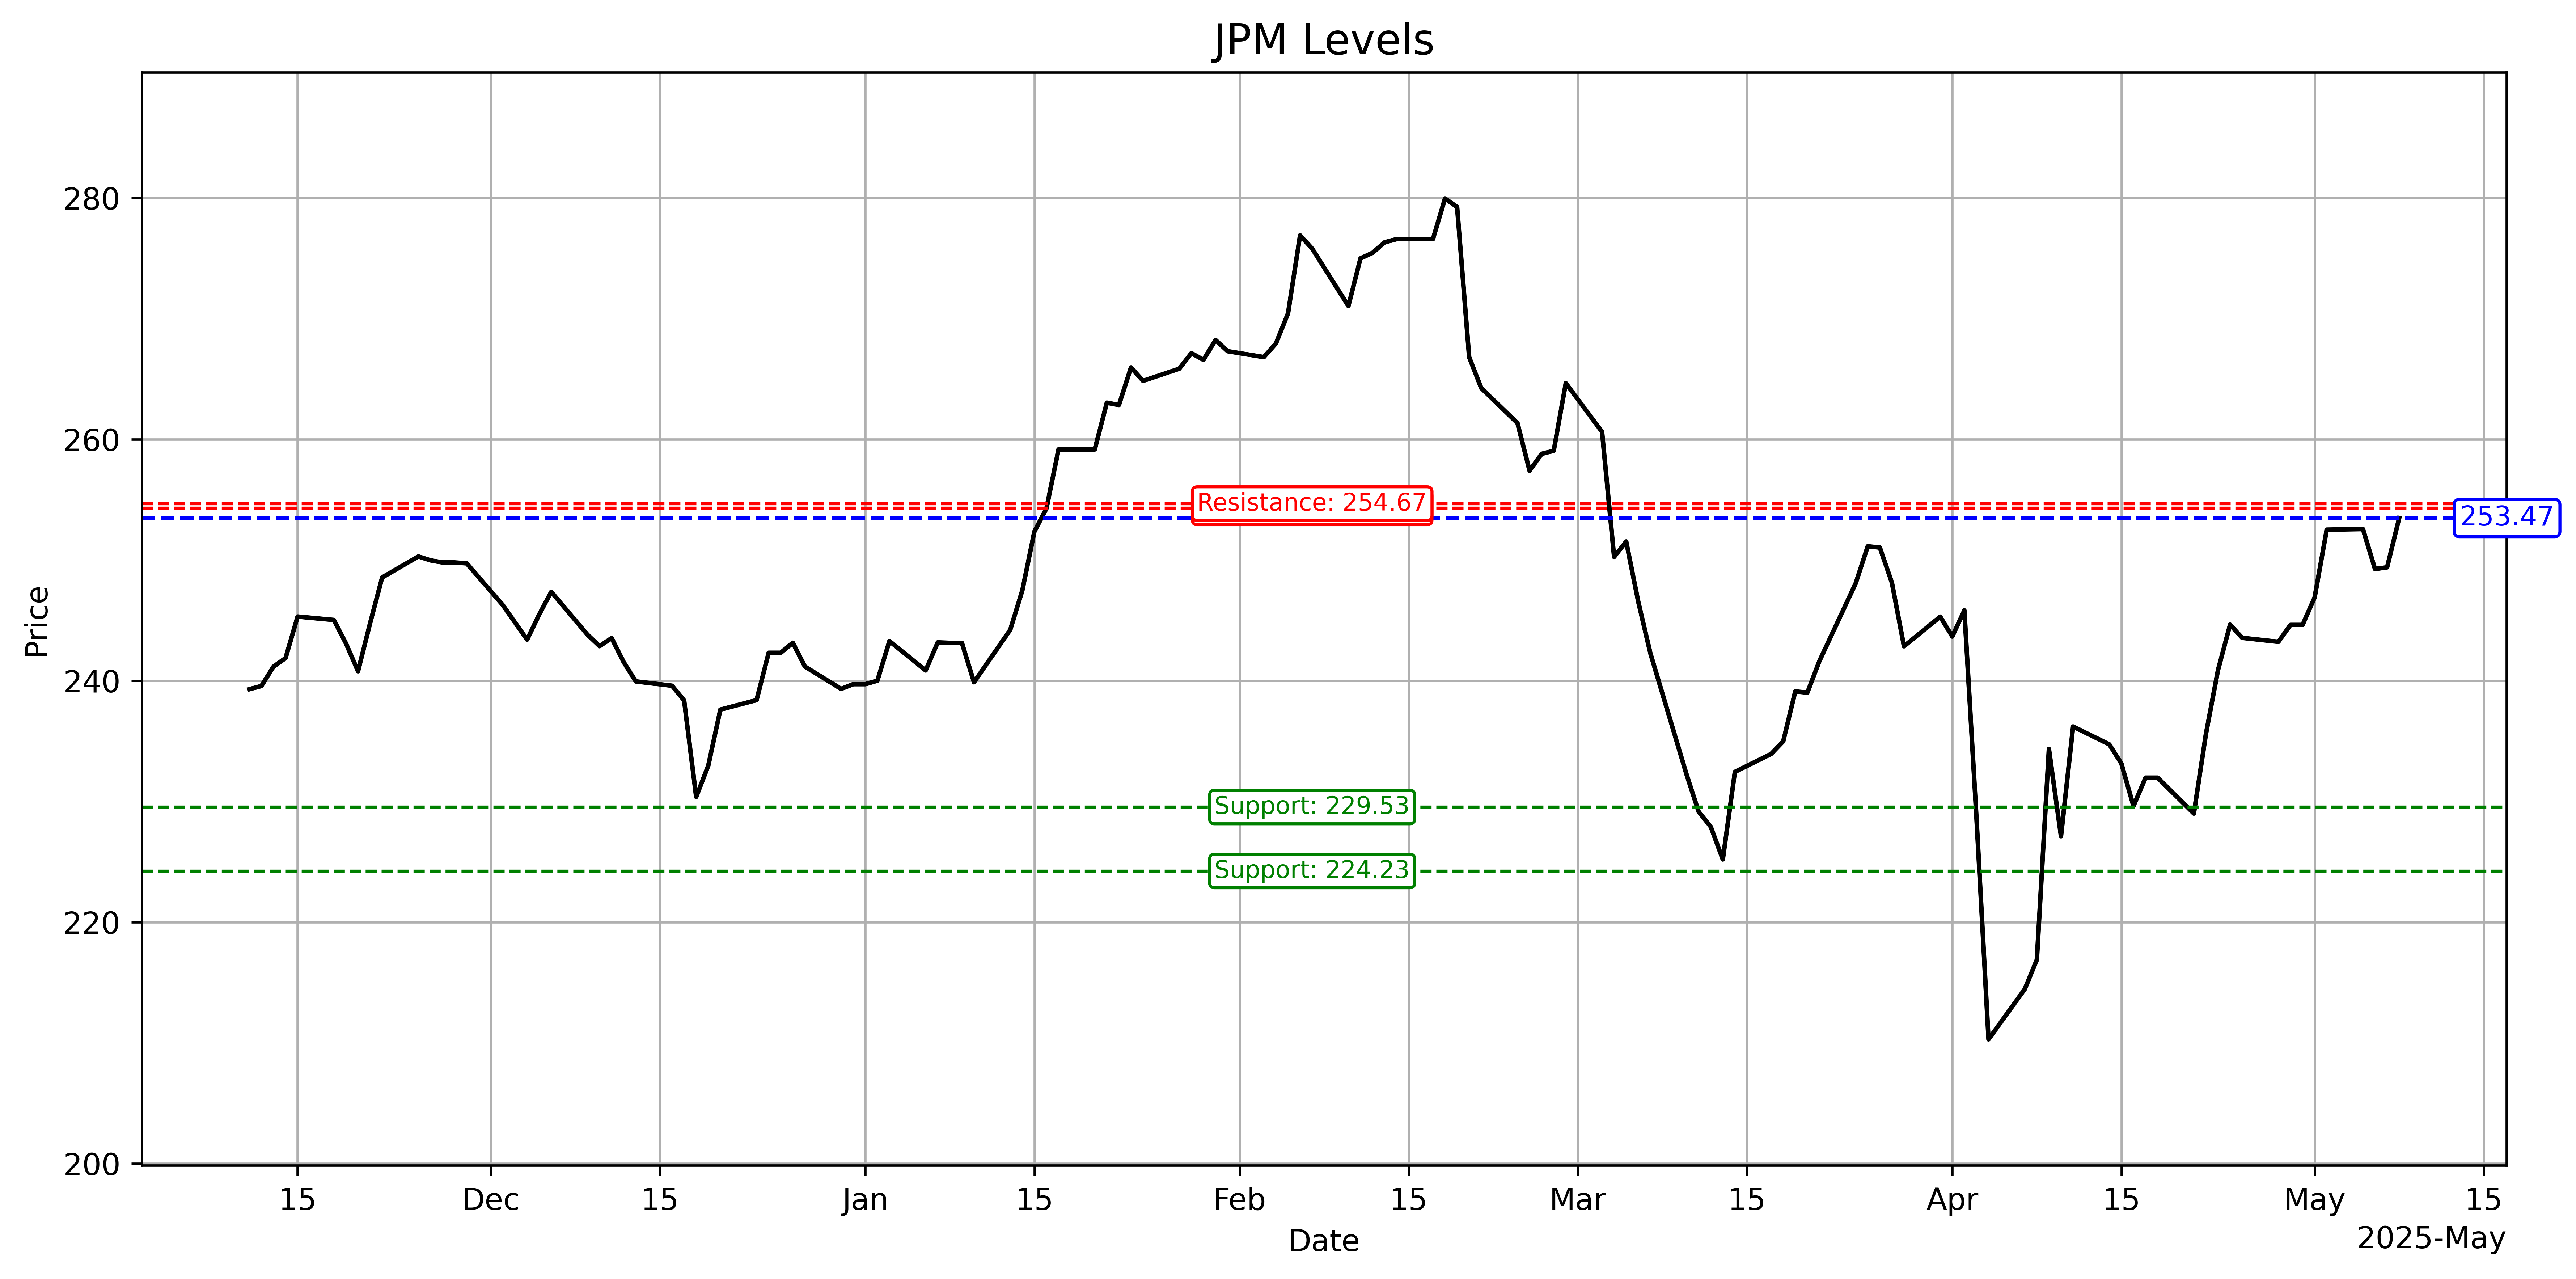 JPM Levels
280
260
240
220
200
Price
Resistance: 254.67
253.47
Support: 229.53
Support: 224.23
15 Dec 15 Jan 15 Feb 15 Mar 15 Apr 15 May 15
Date
2025-May